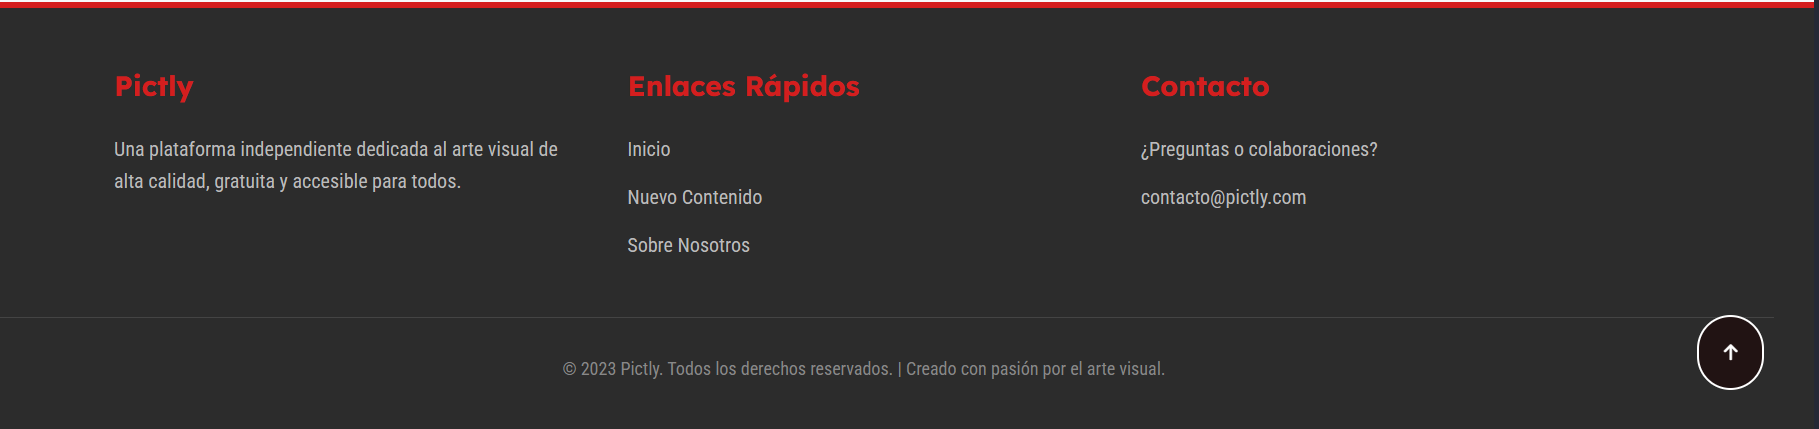 Pictly
Una plataforma independiente dedicada al arte visual de
alta calidad, gratuita y accesible para todos.
Enlaces Rápidos
Inicio
Nuevo Contenido
Sobre Nosotros
Contacto
¿Preguntas o colaboraciones?
contacto@pictly.com
© 2023 Pictly. Todos los derechos reservados. | Creado con pasión por el arte visual.